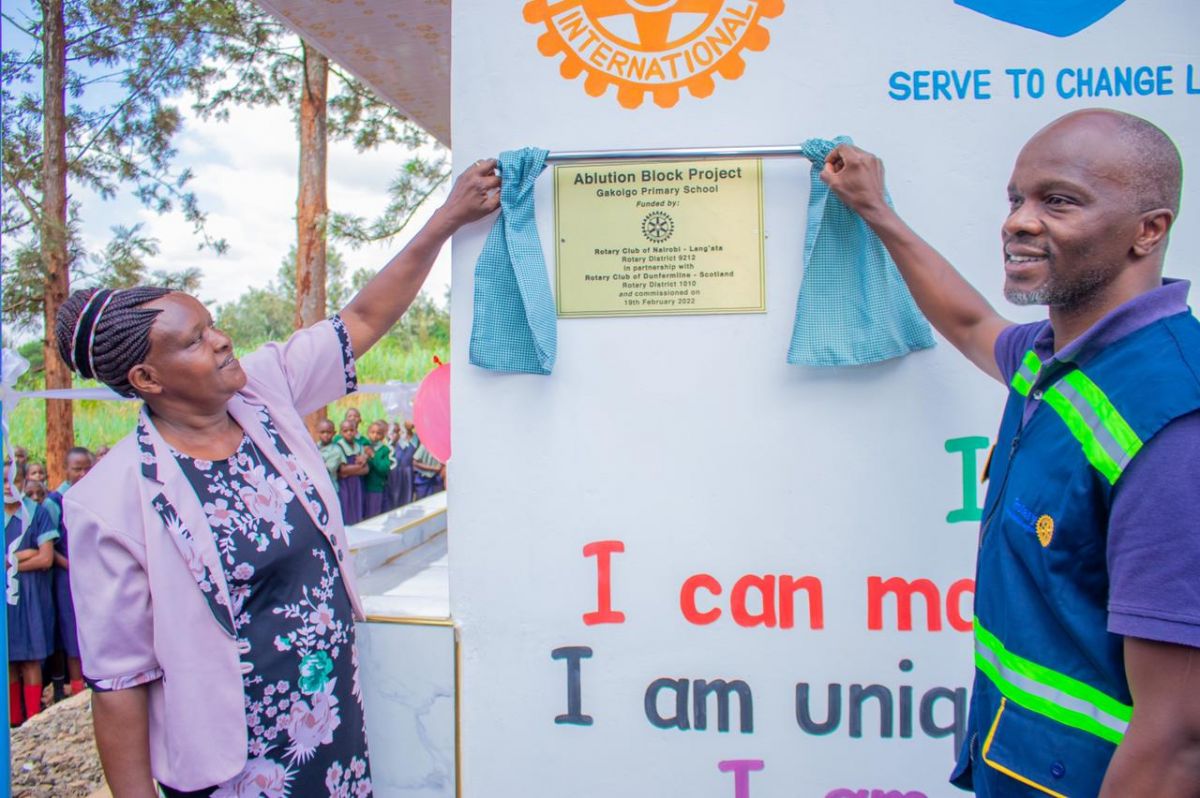 INTERNATIONAL
SERVE TO CHANGE L
Ablution Block Project
Gakoigo Primary School
Funded by:
Rotary Club of Nairobi - Lang'ata
Rotary District 9212
in partnership with
Rotary Club of Dunfermline - Scotland
Rotary District 1010
and commissioned on
19th February 2022
I
I can ma
I am uniq
I am
Rotary